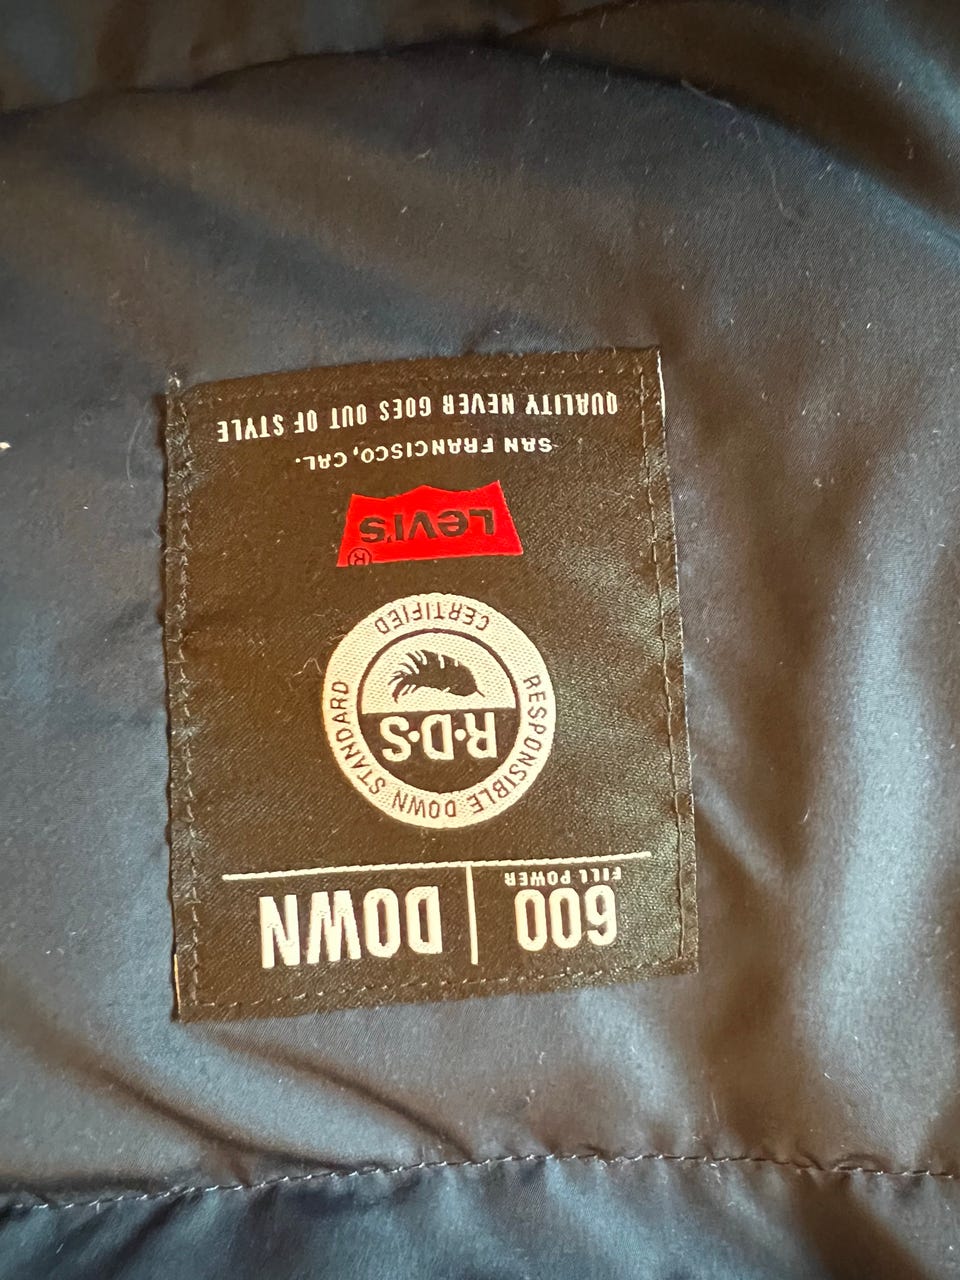 600 DOWN
FILL POWER
RESPONSIBLE DOWN STANDARD
R·D·S
CERTIFIED
LEVI'S®
SAN FRANCISCO, CAL.
QUALITY NEVER GOES OUT OF STYLE